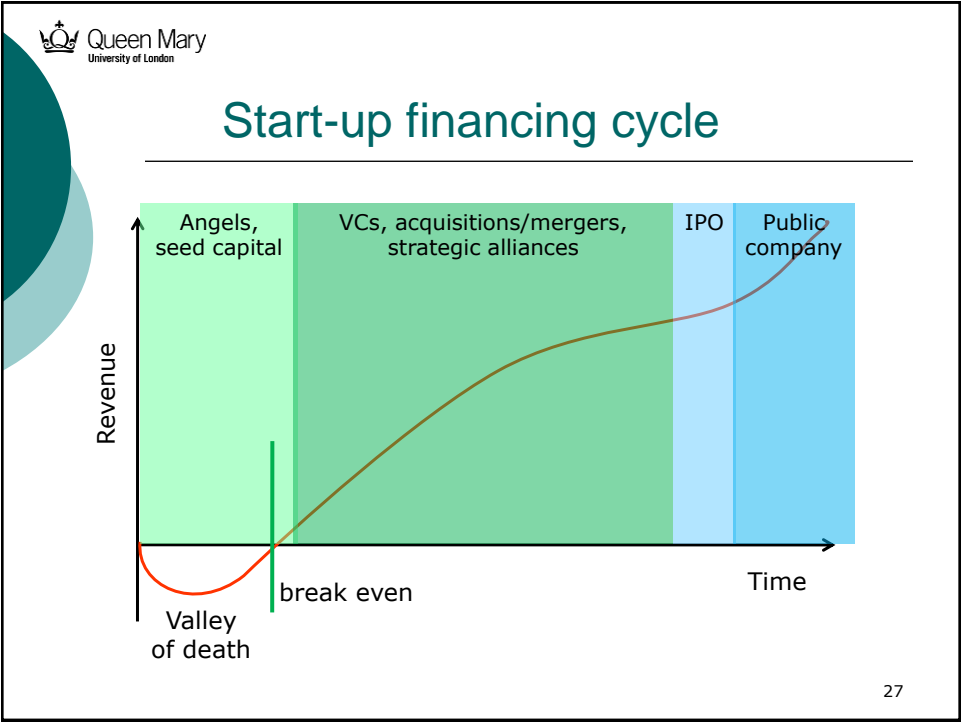 Queen Mary
University of London
Start-up financing cycle
Angels,
seed capital
VCs, acquisitions/mergers,
strategic alliances
IPO
Public
company
Revenue
break even
Time
Valley
of death
27